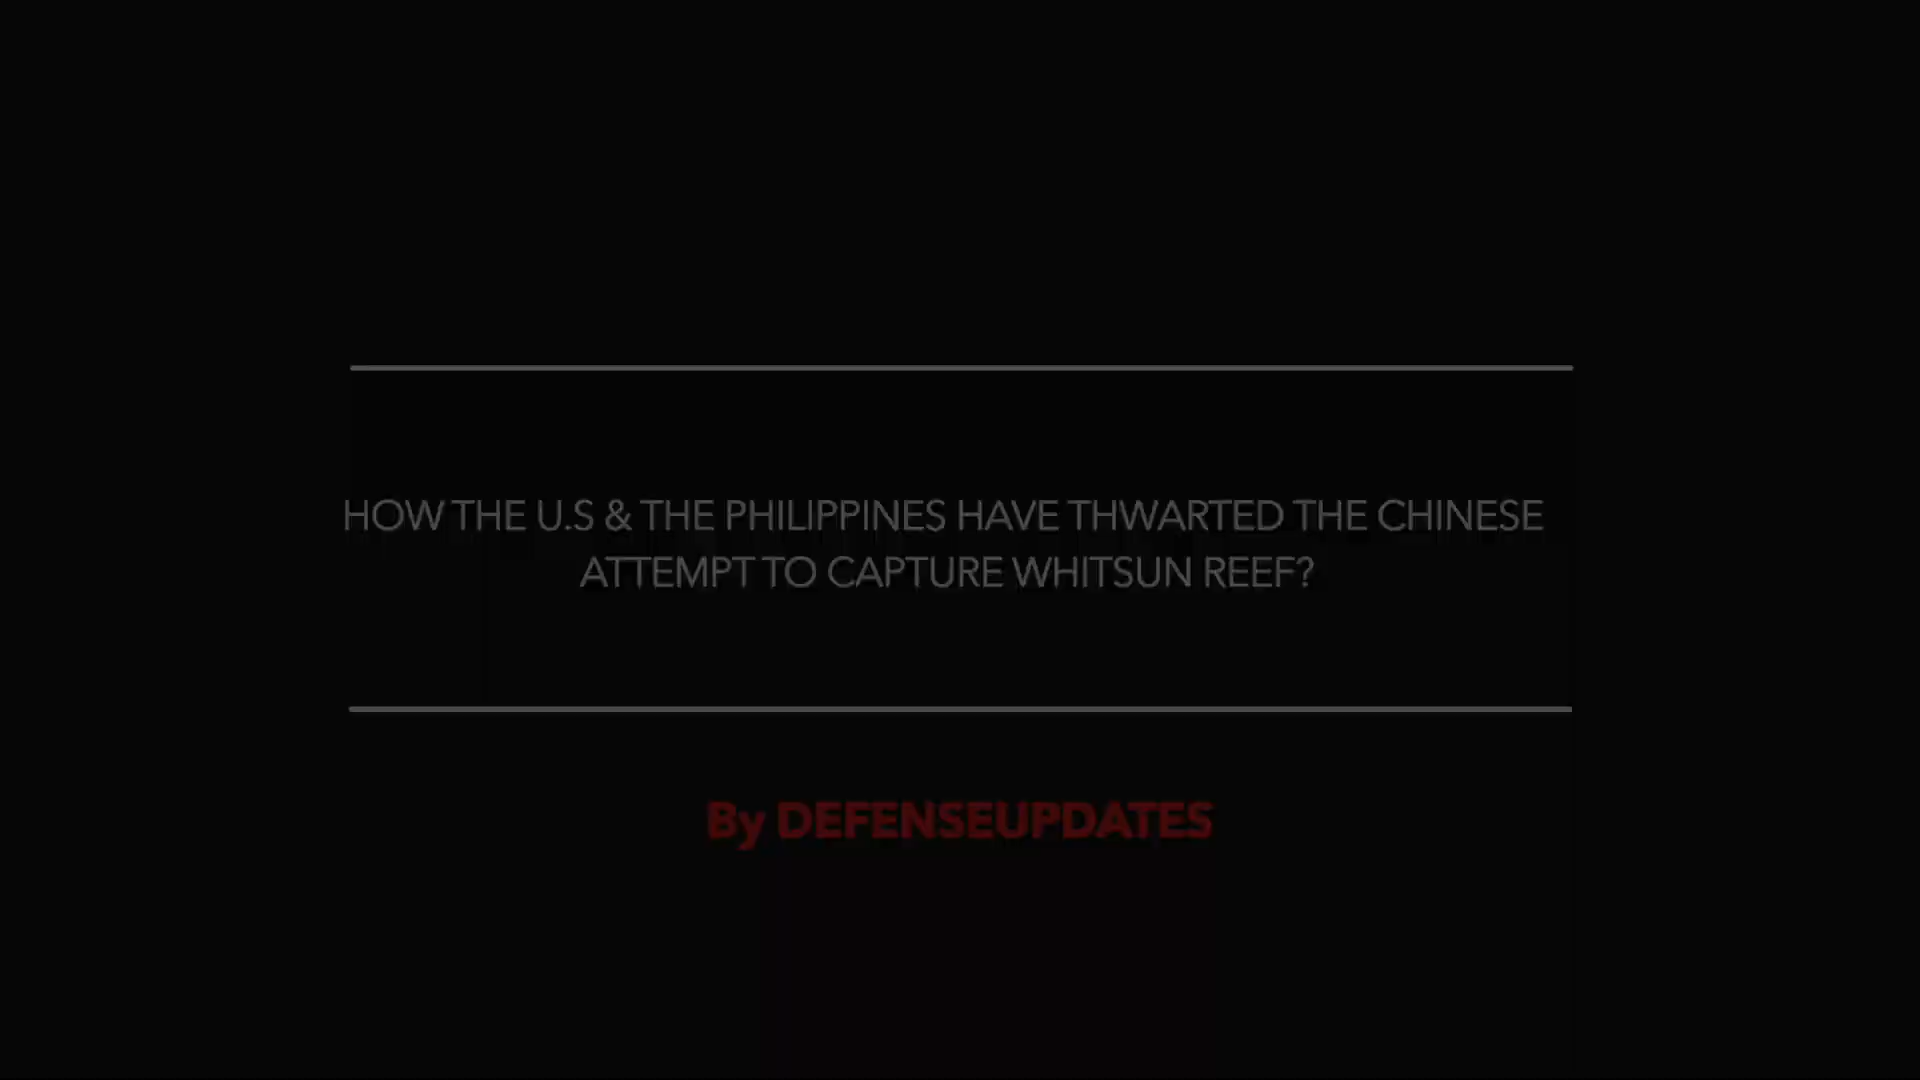 HOW THE U.S & THE PHILIPPINES HAVE THWARTED THE CHINESE
ATTEMPT TO CAPTURE WHITSUN REEF?
By DEFENSEUPDATES